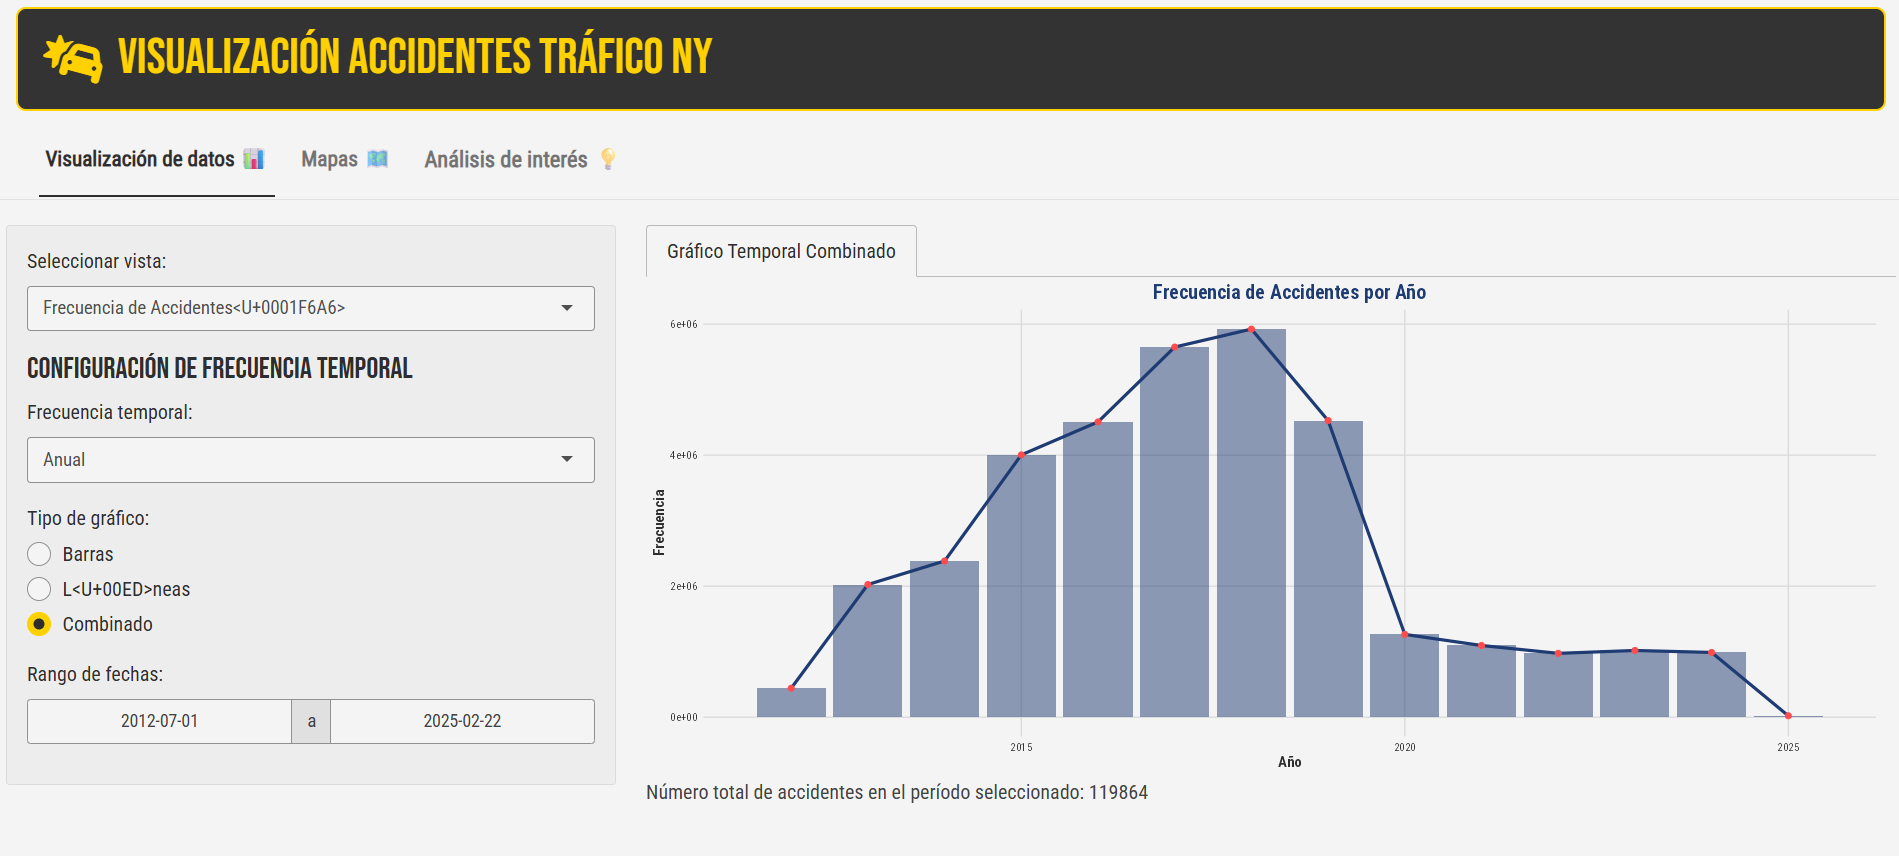 VISUALIZACIÓN ACCIDENTES TRÁFICO NY
Visualización de datos
Mapas
Análisis de interés
Seleccionar vista:
Frecuencia de Accidentes<U+0001F6A6>
CONFIGURACIÓN DE FRECUENCIA TEMPORAL
Frecuencia temporal:
Anual
Tipo de gráfico:
Barras
L<U+00ED>neas
Combinado
Rango de fechas:
2012-07-01 a 2025-02-22
Gráfico Temporal Combinado
Frecuencia de Accidentes por Año
6e+06
4e+06
2e+06
0e+00
Frecuencia
2015 2020 2025
Año
Número total de accidentes en el período seleccionado: 119864